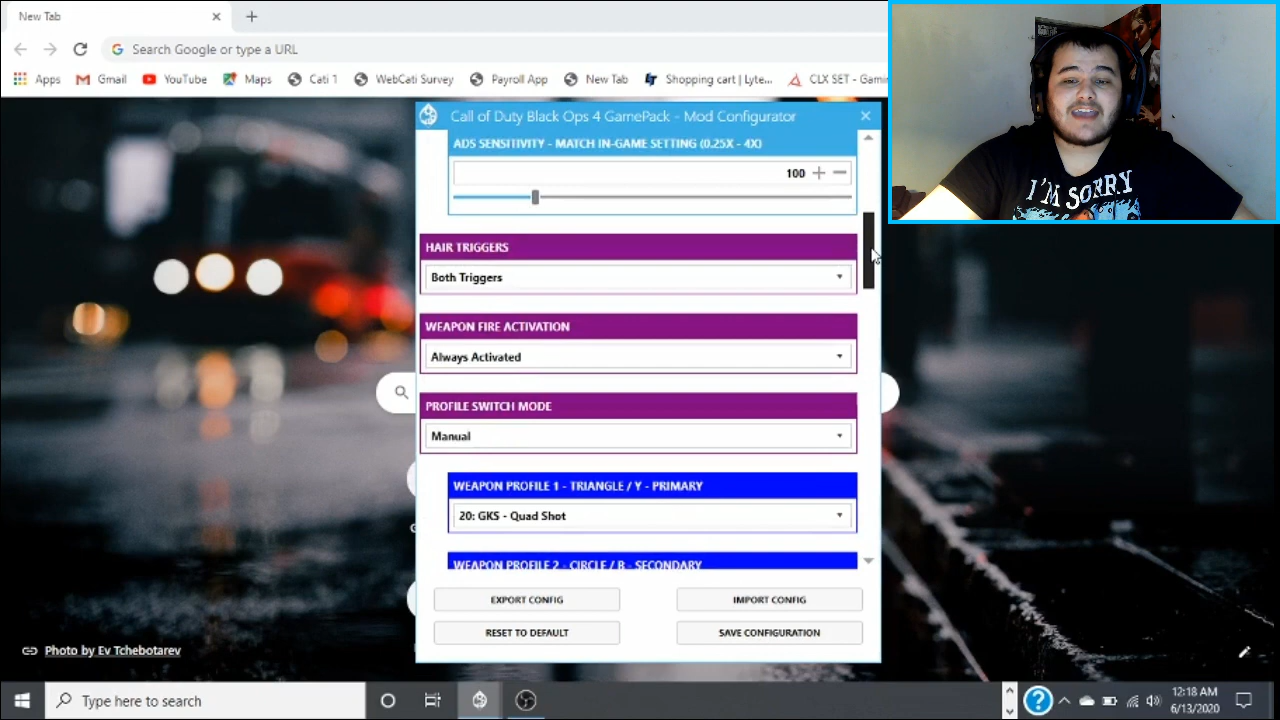 New Tab
Search Google or type a URL
Apps Gmail YouTube Maps Cati 1 WebCati Survey Payroll App New Tab Shopping cart | Lyte... CLX SET - Gami
I'M SORRY
Call of Duty Black Ops 4 GamePack - Mod Configurator
ADS SENSITIVITY - MATCH IN-GAME SETTING (0.25X - 4X)
100
HAIR TRIGGERS
Both Triggers
WEAPON FIRE ACTIVATION
Always Activated
PROFILE SWITCH MODE
Manual
WEAPON PROFILE 1 - TRIANGLE / Y - PRIMARY
20: GKS - Quad Shot
WEAPON PROFILE 2 - CIRCLE / B - SECONDARY
EXPORT CONFIG IMPORT CONFIG
RESET TO DEFAULT SAVE CONFIGURATION
Photo by Ev Tchebotarev
Type here to search
12:18 AM
6/13/2020